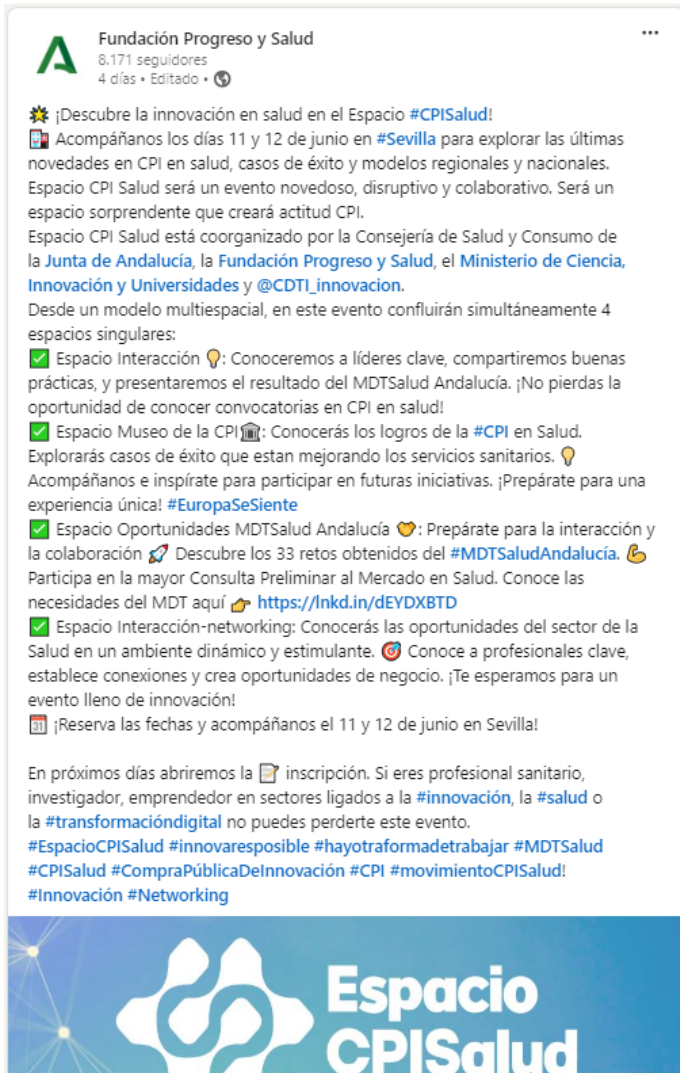 Fundación Progreso y Salud
8.171 seguidores
4 días • Editado •
¡Descubre la innovación en salud en el Espacio #CPISalud!
Acompáñanos los días 11 y 12 de junio en #Sevilla para explorar las últimas
novedades en CPI en salud, casos de éxito y modelos regionales y nacionales.
Espacio CPI Salud será un evento novedoso, disruptivo y colaborativo. Será un
espacio sorprendente que creará actitud CPI.
Espacio CPI Salud está coorganizado por la Consejería de Salud y Consumo de
la Junta de Andalucía, la Fundación Progreso y Salud, el Ministerio de Ciencia,
Innovación y Universidades y @CDTI_innovacion.
Desde un modelo multiespacial, en este evento confluirán simultáneamente 4
espacios singulares:
✅ Espacio Interacción 💡: Conoceremos a líderes clave, compartiremos buenas
prácticas, y presentaremos el resultado del MDTSalud Andalucía. ¡No pierdas la
oportunidad de conocer convocatorias en CPI en salud!
✅ Espacio Museo de la CPI🏛: Conocerás los logros de la #CPI en Salud.
Explorarás casos de éxito que estan mejorando los servicios sanitarios. 💡
Acompáñanos e inspírate para participar en futuras iniciativas. ¡Prepárate para una
experiencia única! #EuropaSeSiente
✅ Espacio Oportunidades MDTSalud Andalucía 🤝: Prepárate para la interacción y
la colaboración 🚀 Descubre los 33 retos obtenidos del #MDTSaludAndalucía. 💪
Participa en la mayor Consulta Preliminar al Mercado en Salud. Conoce las
necesidades del MDT aquí 👉 https://lnkd.in/dEYDXBTD
✅ Espacio Interacción-networking: Conocerás las oportunidades del sector de la
Salud en un ambiente dinámico y estimulante. 🎯 Conoce a profesionales clave,
establece conexiones y crea oportunidades de negocio. ¡Te esperamos para un
evento lleno de innovación!
📅 ¡Reserva las fechas y acompáñanos el 11 y 12 de junio en Sevilla!
En próximos días abriremos la 📝 inscripción. Si eres profesional sanitario,
investigador, emprendedor en sectores ligados a la #innovación, la #salud o
la #transformacióndigital no puedes perderte este evento.
#EspacioCPISalud #innovaresposible #hayotraformadetrabajar #MDTSalud
#CPISalud #CompraPúblicaDeInnovación #CPI #movimientoCPISalud!
#Innovación #Networking
Espacio
CPISalud